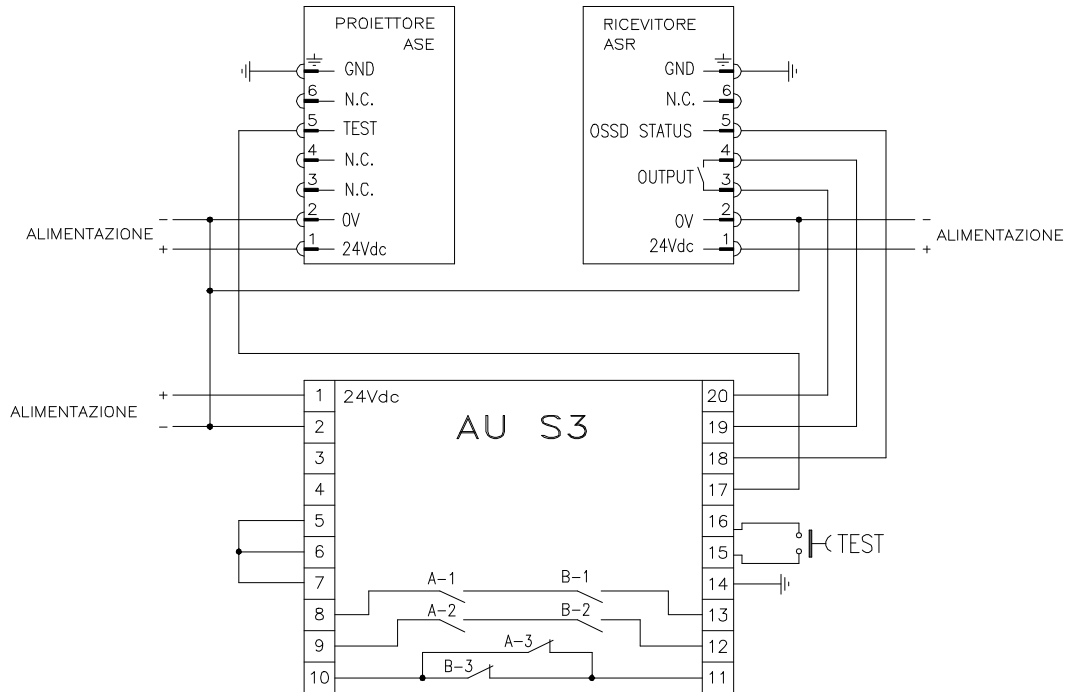 PROIETTORE
ASE
GND
6 N.C.
5 TEST
4 N.C.
3 N.C.
2 0V
1 24Vdc
RICEVITORE
ASR
GND
N.C. 6
OSSD STATUS 5
4
OUTPUT 3
0V 2
24Vdc 1
ALIMENTAZIONE − +
− + ALIMENTAZIONE
ALIMENTAZIONE + −
AU S3
1 24Vdc
2
3
4
5
6
7
8
9
10
20
19
18
17
16
15
14
13
12
11
TEST
A-1 B-1
A-2 B-2
A-3
B-3